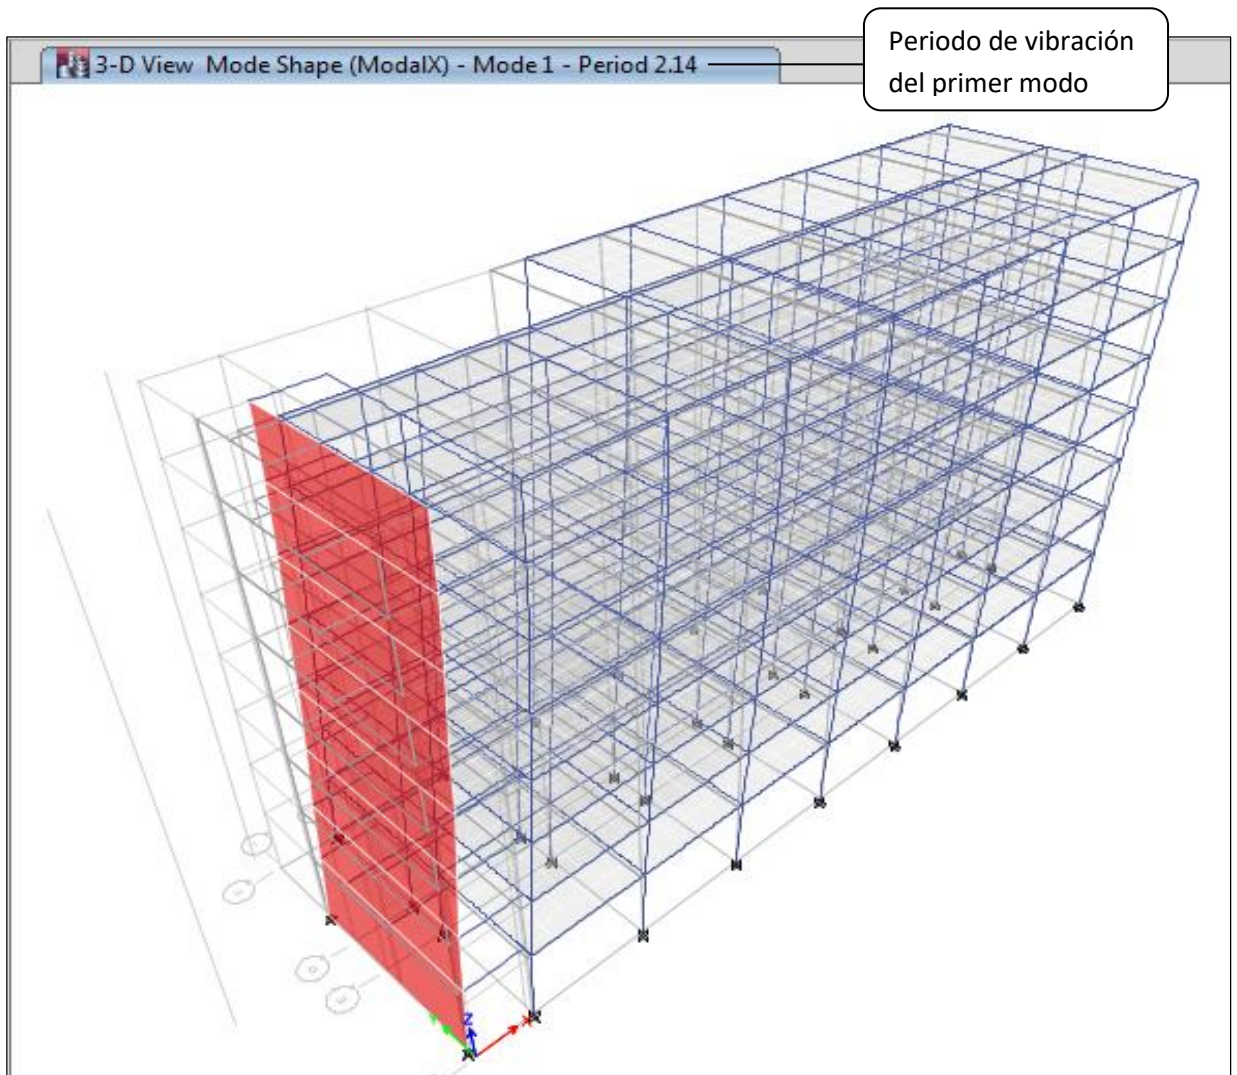 3-D View Mode Shape (ModalX) - Mode 1 - Period 2.14
Periodo de vibración
del primer modo
Z
X
Y